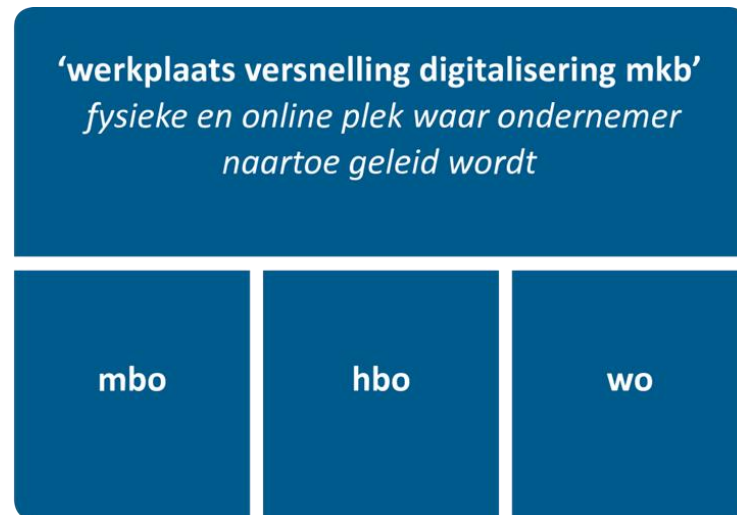 ‘werkplaats versnelling digitalisering mkb’
fysieke en online plek waar ondernemer
naartoe geleid wordt
mbo
hbo
wo